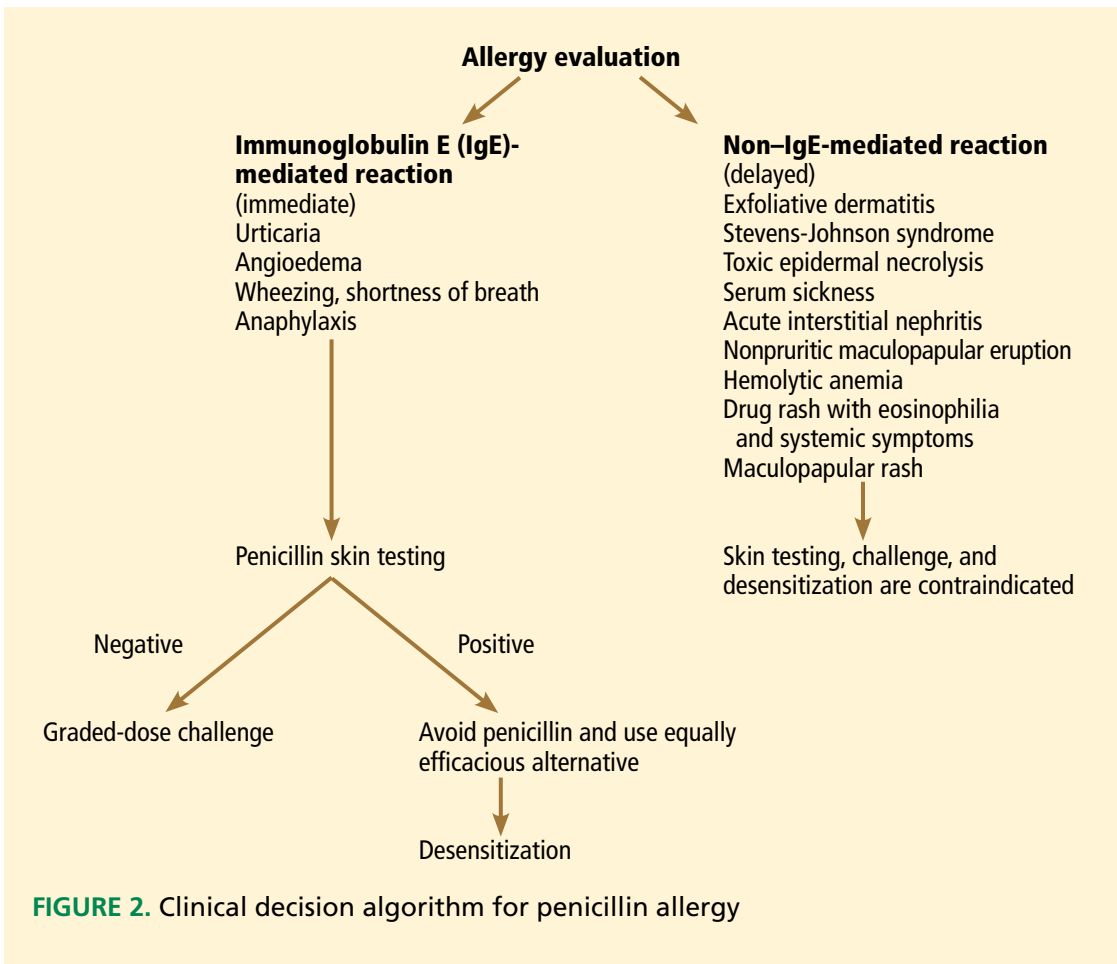 Allergy evaluation
Immunoglobulin E (IgE)-
mediated reaction
(immediate)
Urticaria
Angioedema
Wheezing, shortness of breath
Anaphylaxis
Non–IgE-mediated reaction
(delayed)
Exfoliative dermatitis
Stevens-Johnson syndrome
Toxic epidermal necrolysis
Serum sickness
Acute interstitial nephritis
Nonpruritic maculopapular eruption
Hemolytic anemia
Drug rash with eosinophilia
and systemic symptoms
Maculopapular rash
Penicillin skin testing
Skin testing, challenge, and
desensitization are contraindicated
Negative
Positive
Graded-dose challenge
Avoid penicillin and use equally
efficacious alternative
Desensitization
FIGURE 2. Clinical decision algorithm for penicillin allergy